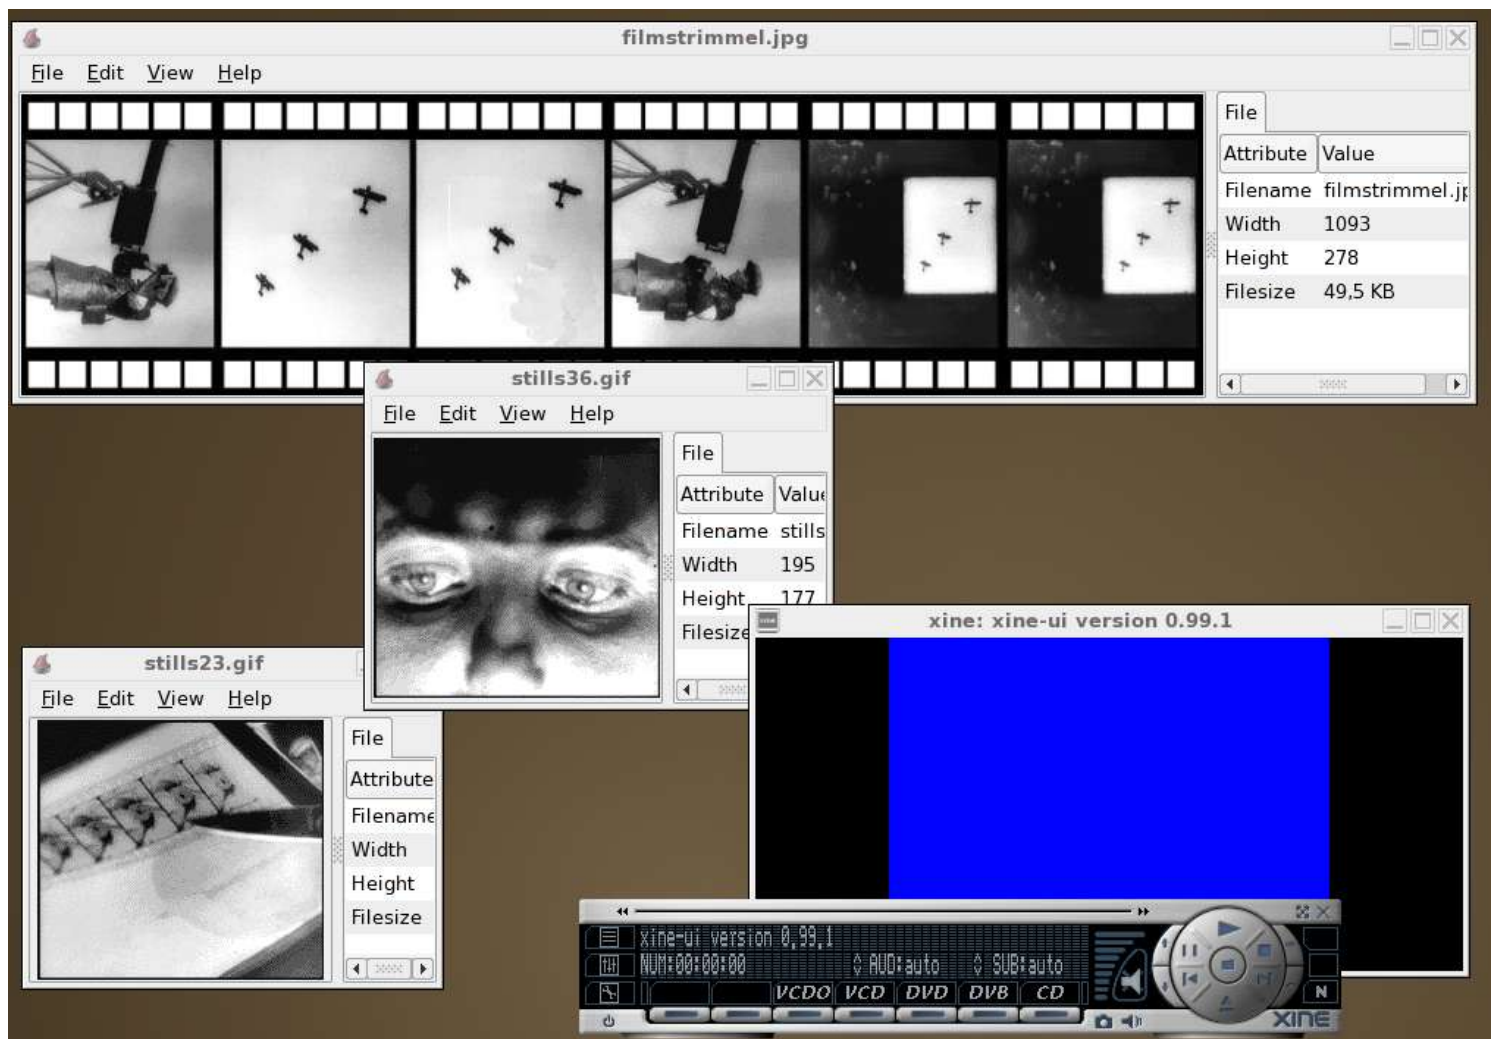 filmstrimmel.jpg
File Edit View Help
File
Attribute Value
Filename filmstrimmel.jp
Width 1093
Height 278
Filesize 49,5 KB
stills36.gif
File Edit View Help
File
Attribute Value
Filename stills
Width 195
Height 177
Filesize
xine: xine-ui version 0.99.1
stills23.gif
File Edit View Help
File
Attribute
Filename
Width
Height
Filesize
xine-ui version 0,99,1
NUM:00:00:00 AUD:auto SUB:auto
VCDO VCD DVD DVB CD
N
XINE